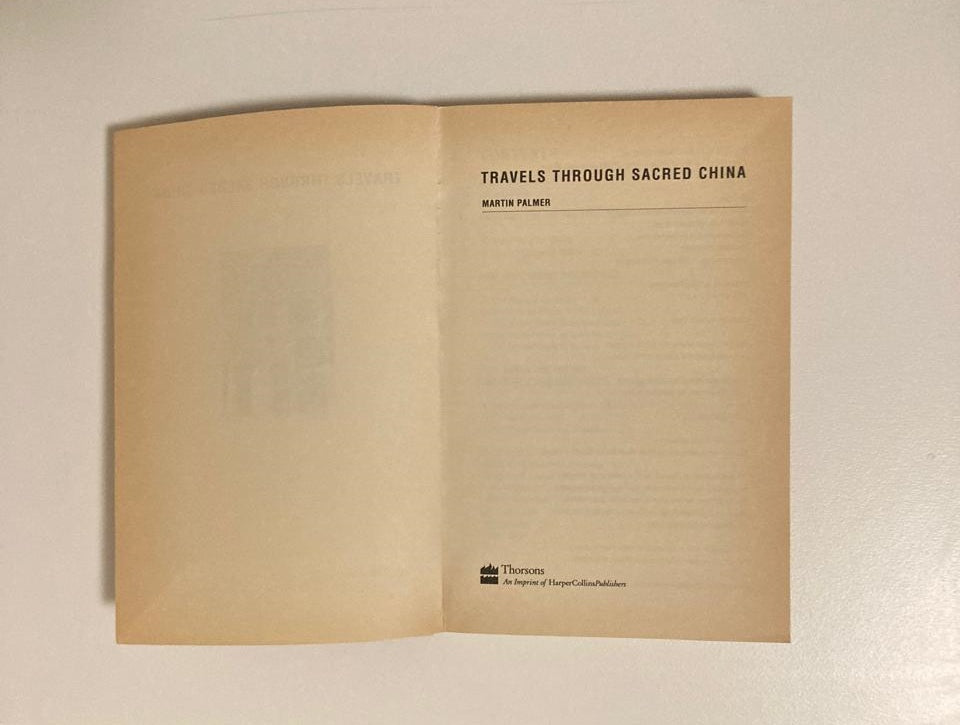 TRAVELS THROUGH SACRED CHINA
MARTIN PALMER
Thorsons
An Imprint of HarperCollinsPublishers